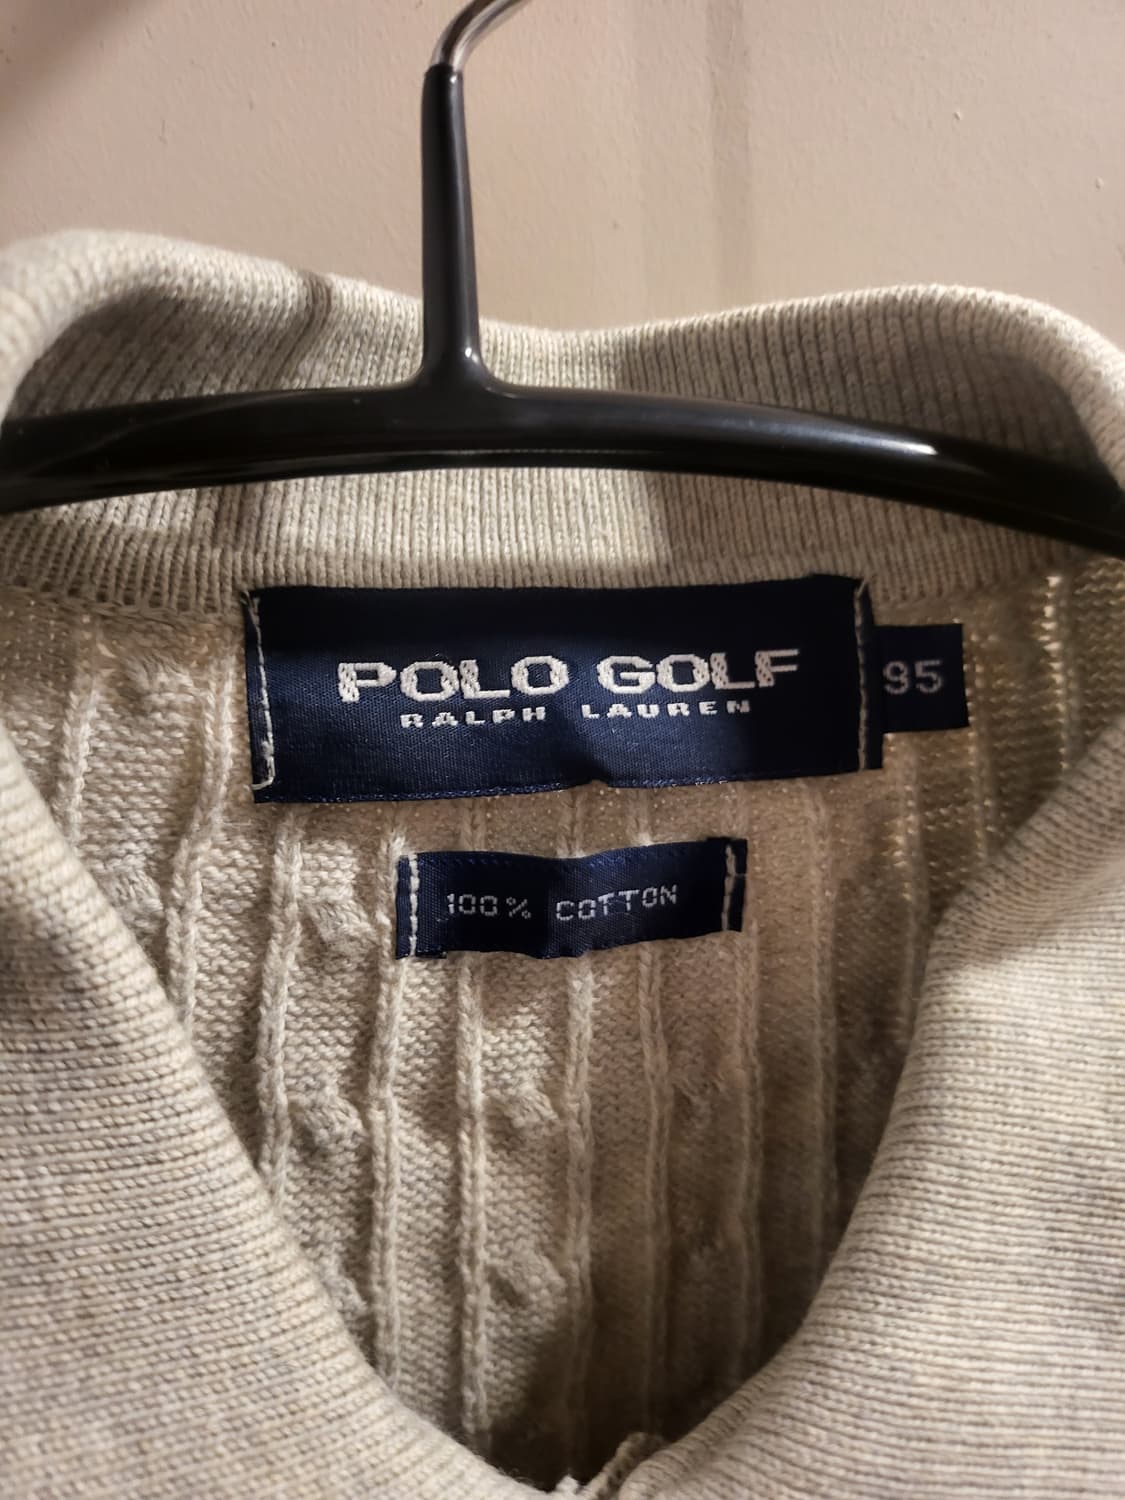 POLO GOLF
RALPH LAUREN
95
100% COTTON